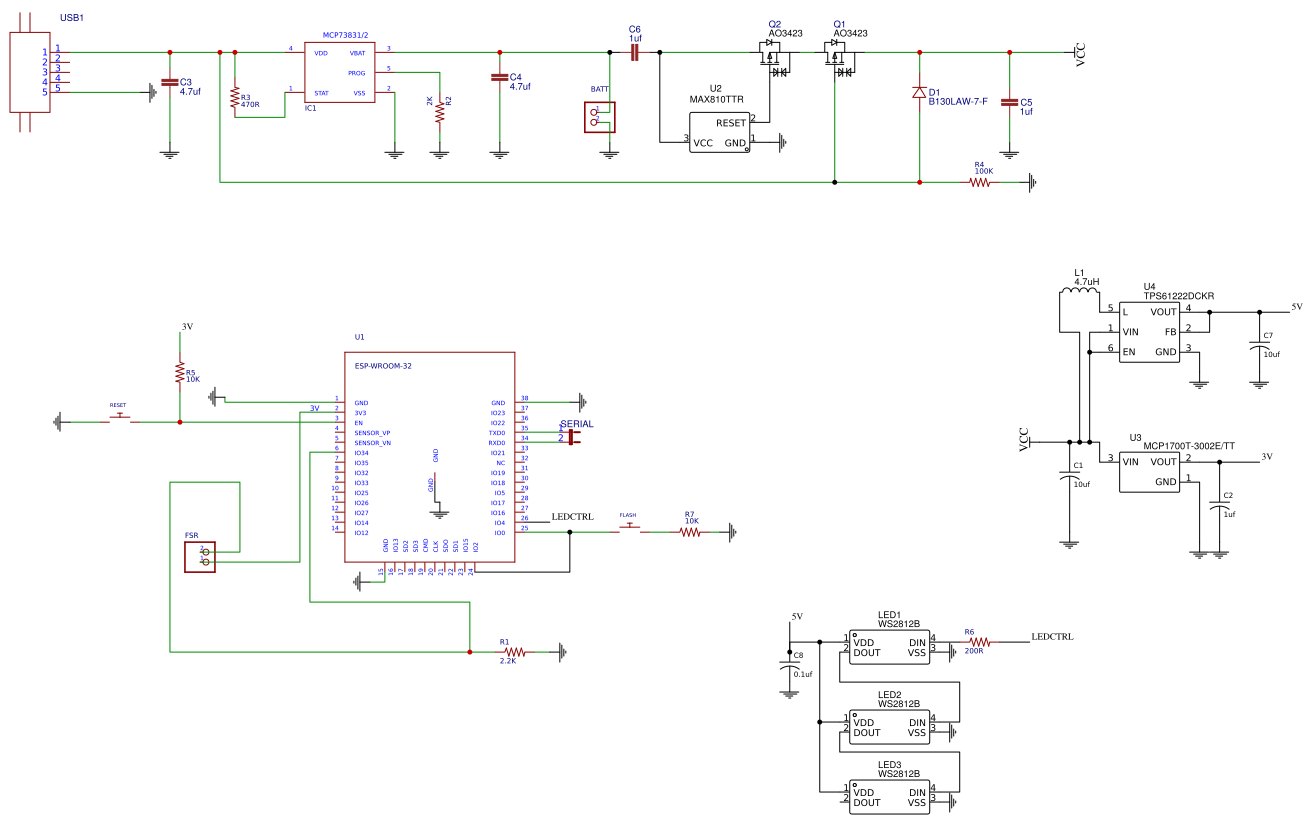 USB1
1
2
3
4
5
1
2
3
4
5
C3
4.7uf
R3
470R
MCP73831/2
4
VDD
VBAT
3
PROG
5
1
STAT
VSS
2
IC1
2K
R2
C4
4.7uf
BATT
1
2
C6
1uf
U2
MAX810TTR
RESET
2
3
VCC
GND
1
Q2
AO3423
Q1
AO3423
D1
B130LAW-7-F
C5
1uf
VCC
R4
100K
L1
4.7uH
U4
TPS61222DCKR
5
L
VOUT
4
5V
1
VIN
FB
2
6
EN
GND
3
C7
10uf
VCC
U3
MCP1700T-3002E/TT
3
VIN
VOUT
2
3V
GND
1
C1
10uf
C2
1uf
3V
R5
10K
RESET
U1
ESP-WROOM-32
3V
1
GND
2
3V3
3
EN
4
SENSOR_VP
5
SENSOR_VN
6
IO34
7
IO35
8
IO32
9
IO33
10
IO25
11
IO26
12
IO27
13
IO14
14
IO12
GND
38
IO23
37
IO22
36
TXD0
35
RXD0
34
IO21
33
NC
32
IO19
31
IO18
30
IO5
29
IO17
28
IO16
27
IO4
26
IO0
25
GND
GND
GND
IO13
SD2
SD3
CMD
CLK
SDO
SD1
IO15
IO2
15
16
17
18
19
20
21
22
23
24
SERIAL
1
2
LEDCTRL
FLASH
R7
10K
FSR
2
1
R1
2.2K
5V
C8
0.1uf
LED1
WS2812B
1
VDD
DIN
4
2
DOUT
VSS
3
R6
200R
LEDCTRL
LED2
WS2812B
1
VDD
DIN
4
2
DOUT
VSS
3
LED3
WS2812B
1
VDD
DIN
4
2
DOUT
VSS
3